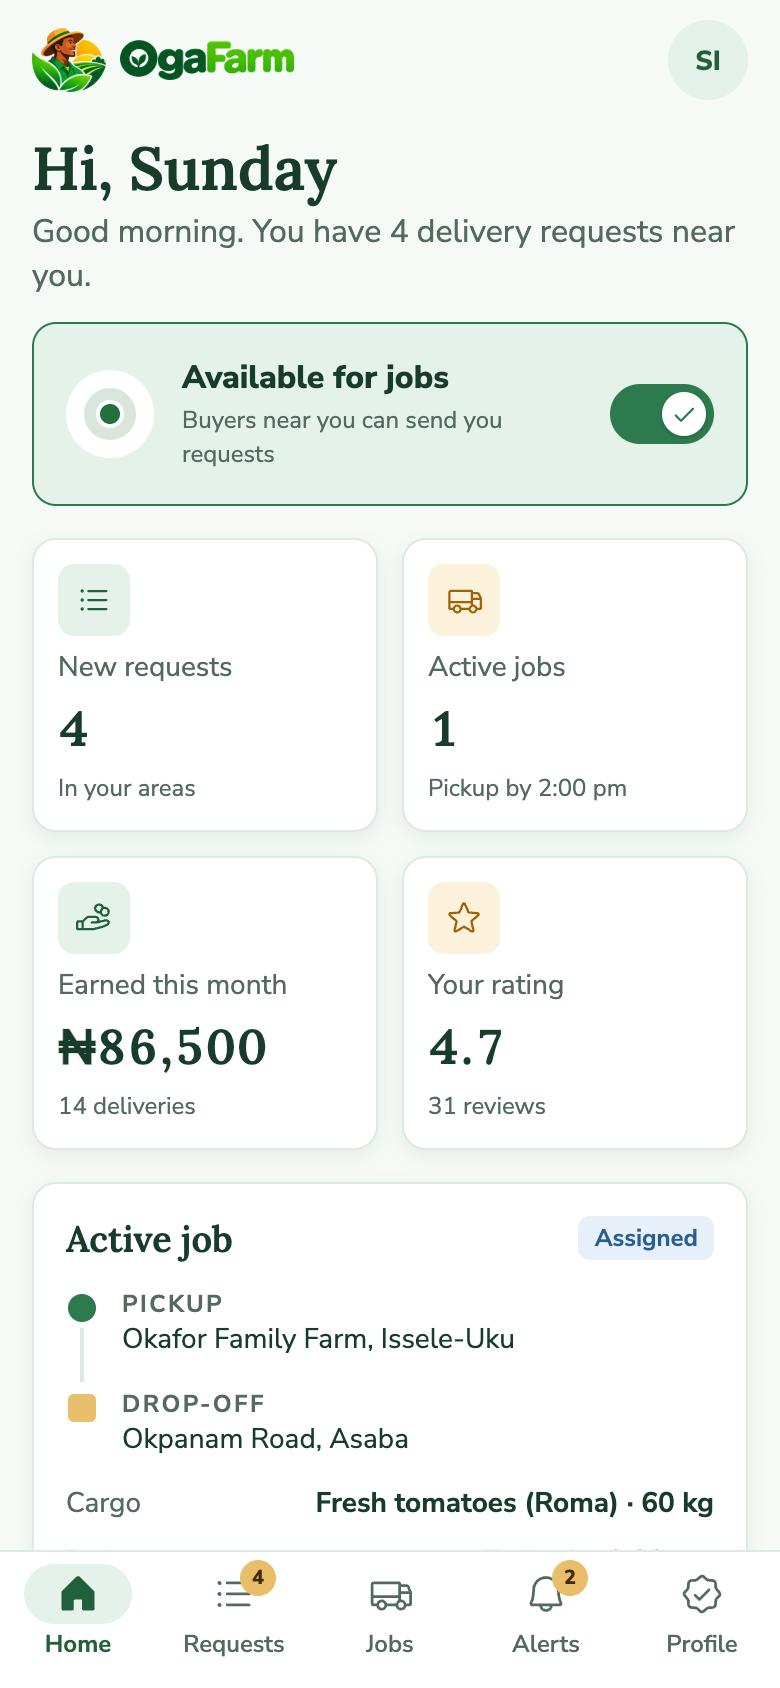 OgaFarm
SI
Hi, Sunday
Good morning. You have 4 delivery requests near
you.
Available for jobs
Buyers near you can send you
requests
New requests
4
In your areas
Active jobs
1
Pickup by 2:00 pm
Earned this month
₦86,500
14 deliveries
Your rating
4.7
31 reviews
Active job
Assigned
PICKUP
Okafor Family Farm, Issele-Uku
DROP-OFF
Okpanam Road, Asaba
Cargo
Fresh tomatoes (Roma) · 60 kg
4
2
Home
Requests
Jobs
Alerts
Profile